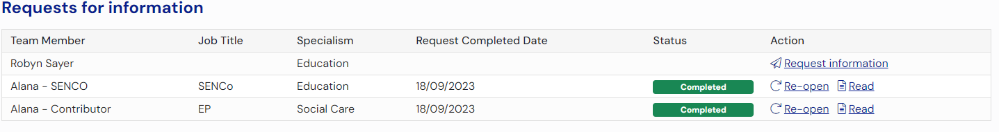 Requests for information
Team Member Job Title Specialism Request Completed Date Status Action
Robyn Sayer Education Request information
Alana - SENCO SENCo Education 18/09/2023 Completed Re-open Read
Alana - Contributor EP Social Care 18/09/2023 Completed Re-open Read